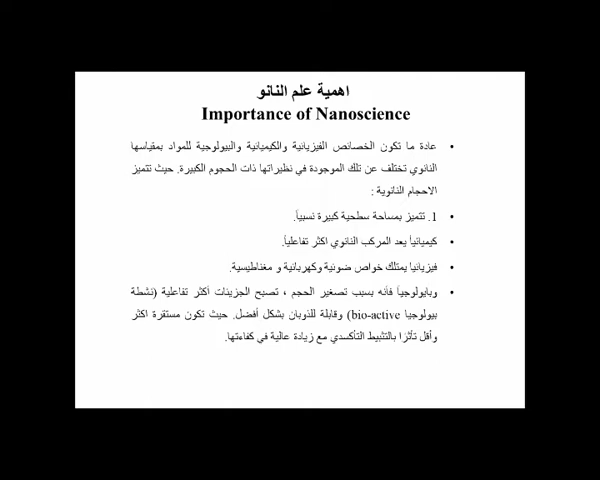 اهمية علم النانو
Importance of Nanoscience
• عادة ما تكون الخصائص الفيزيائية والكيميائية والبيولوجية للمواد بمقياسها
النانوي تختلف عن تلك الموجودة في نظيراتها ذات الحجوم الكبيرة. حيث تتميز
الاحجام النانوية :
• 1. تتميز بمساحة سطحية كبيرة نسبياً.
• كيميائياً يعد المركب النانوي اكثر تفاعلياً.
• فيزيائيا يمتلك خواص ضوئية وكهربائية و مغناطيسية.
• وبايولوجياً فأنه بسبب تصغير الحجم ، تصبح الجزيئات أكثر تفاعلية (نشطة
بيولوجيا bio-active) وقابلة للذوبان بشكل أفضل. حيث تكون مستقرة اكثر
وأقل تأثرا بالتثبيط التأكسدي مع زيادة عالية في كفاءتها.